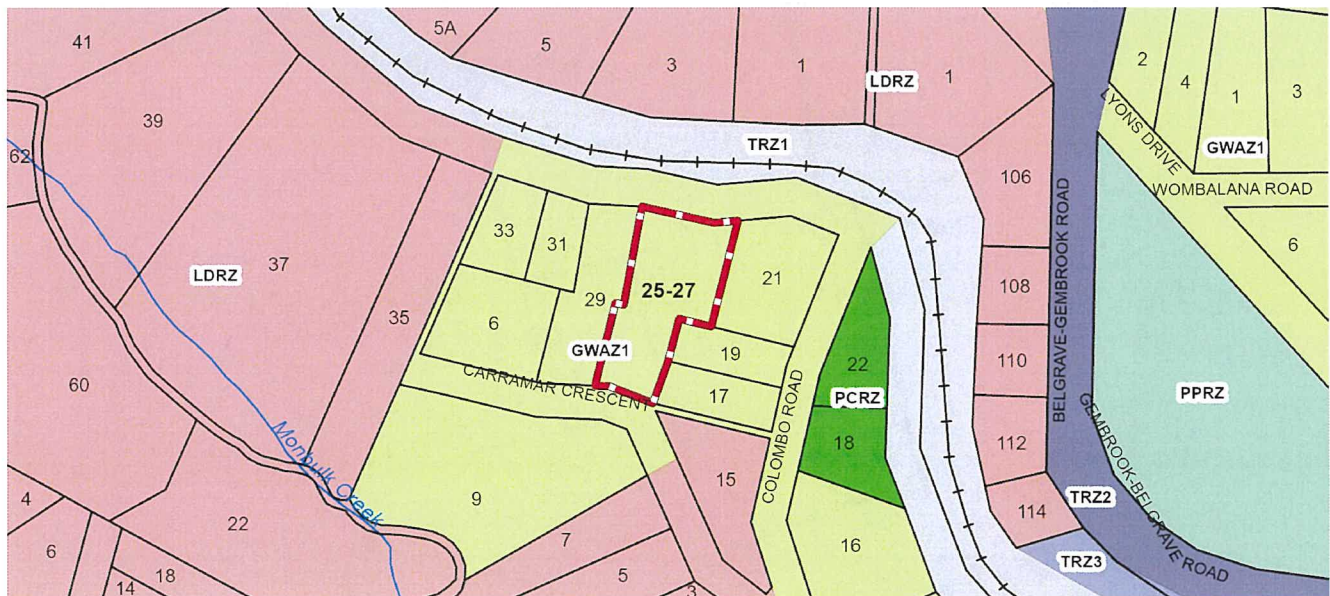 41
5A
5
3
1
LDRZ
1
2
4
1
3
39
LYONS DRIVE
62
TRZ1
GWAZ1
106
WOMBALANA ROAD
33
31
6
LDRZ
37
25-27
21
108
29
35
6
GWAZ1
19
22
110
BELGRAVE-GEMBROOK ROAD
60
CARRAMAR CRESCENT
17
COLOMBO ROAD
PCRZ
PPRZ
18
112
GEMBROOK-BELGRAVE ROAD
Monbulk Creek
15
9
4
22
114
TRZ2
7
16
6
18
14
5
3
TRZ3